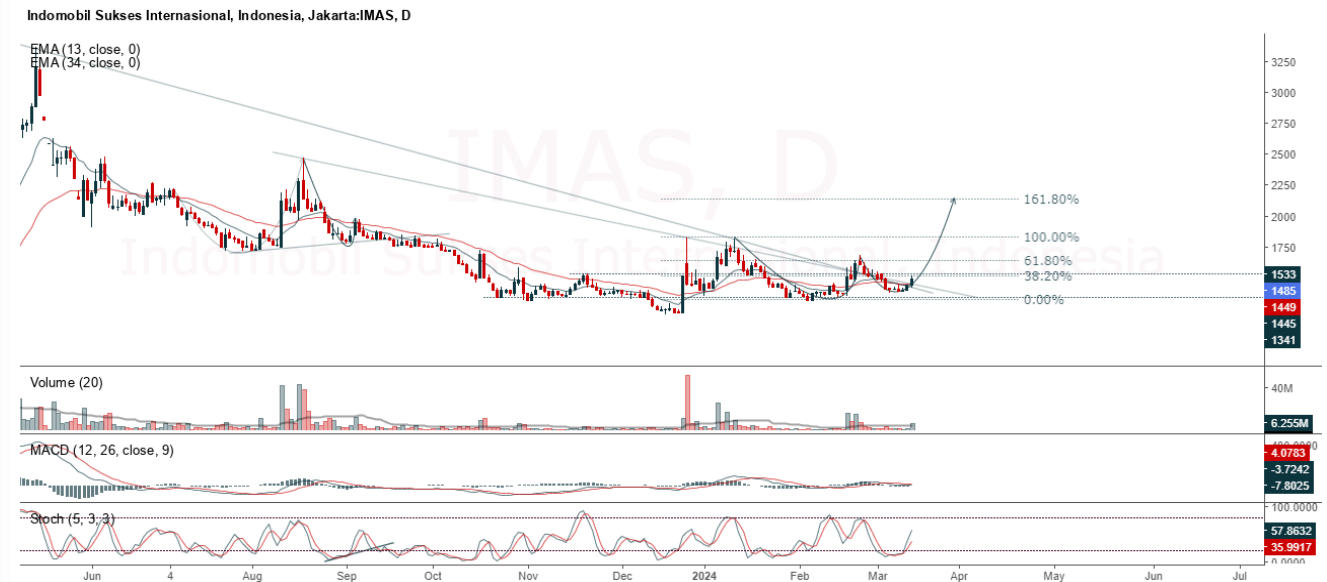 Indomobil Sukses Internasional, Indonesia, Jakarta:IMAS, D
EMA (13, close, 0)
EMA (34, close, 0)
IMAS, D
Indomobil Sukses Internasional, Indonesia
3250
3000
2750
2500
2250
2000
1750
161.80%
100.00%
61.80%
38.20%
0.00%
1533
1485
1449
1445
1341
Volume (20)
40M
6.255M
MACD (12, 26, close, 9)
4.0783
-3.7242
-7.8025
Stoch (5, 3, 3)
100.0000
57.8632
35.9917
0.0000
Jun 4 Aug Sep Oct Nov Dec 2024 Feb Mar Apr May Jun Jul